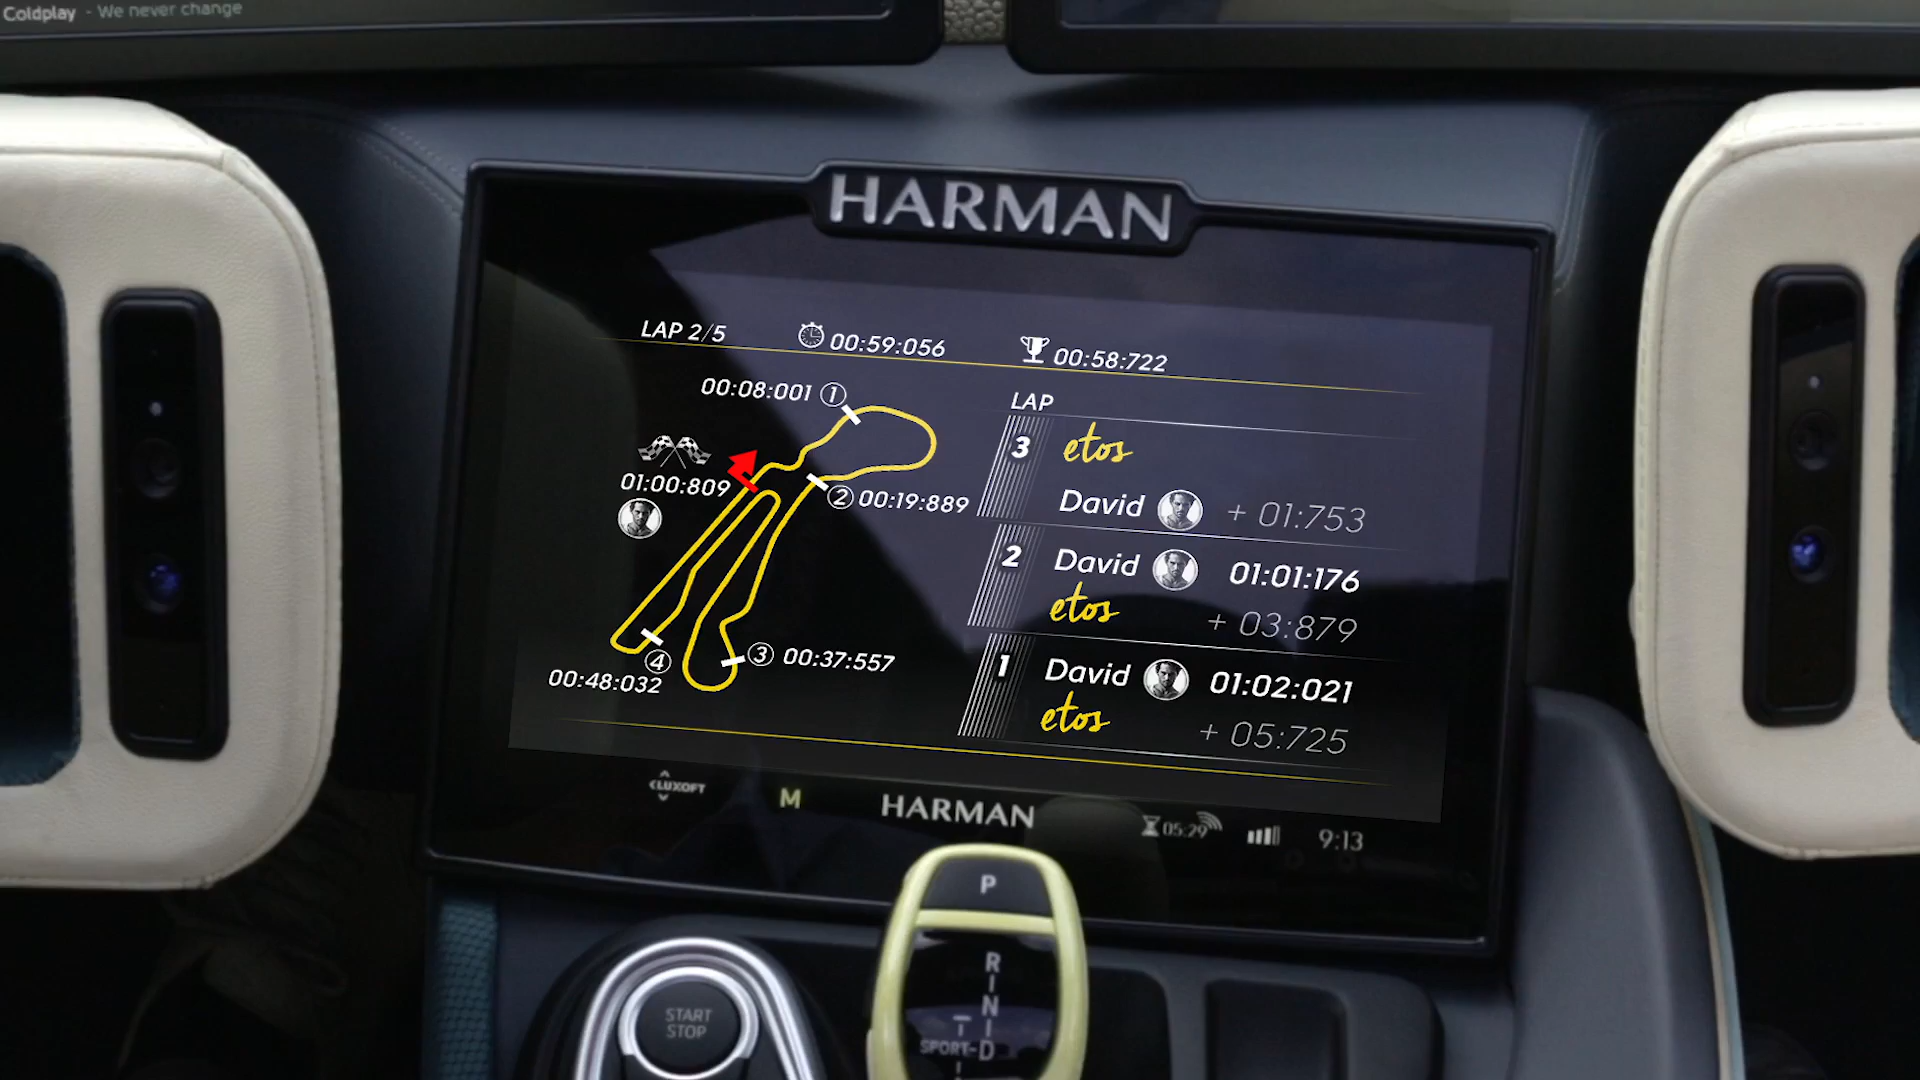 Coldplay - We never change
HARMAN
LAP 2/5
00:59:056
00:58:722
00:08:001 1
01:00:809
2 00:19:889
3 00:37:557
4
00:48:032
LAP
3 etos
David + 01:753
2 David 01:01:176
etos + 03:879
1 David 01:02:021
etos + 05:725
LUXOFT
M
HARMAN
05:29
9:13
P
R
N
SPORT-D
START
STOP